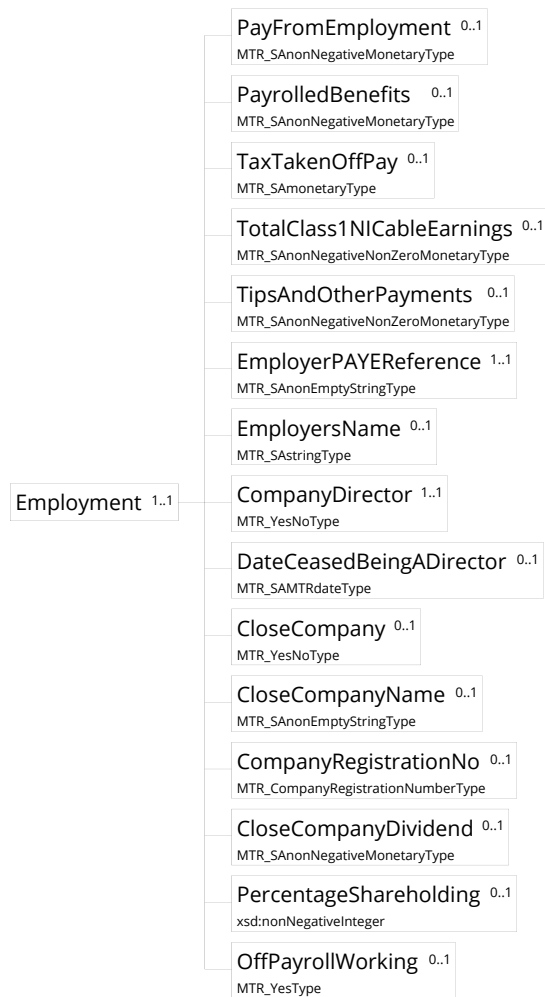 PayFromEmployment 0..1
MTR_SAnonNegativeMonetaryType
PayrolledBenefits 0..1
MTR_SAnonNegativeMonetaryType
TaxTakenOffPay 0..1
MTR_SAmonetaryType
TotalClass1NICableEarnings 0..1
MTR_SAnonNegativeNonZeroMonetaryType
TipsAndOtherPayments 0..1
MTR_SAnonNegativeNonZeroMonetaryType
EmployerPAYEReference 1..1
MTR_SAnonEmptyStringType
EmployersName 0..1
MTR_SAstringType
Employment 1..1
CompanyDirector 1..1
MTR_YesNoType
DateCeasedBeingADirector 0..1
MTR_SAMTRdateType
CloseCompany 0..1
MTR_YesNoType
CloseCompanyName 0..1
MTR_SAnonEmptyStringType
CompanyRegistrationNo 0..1
MTR_CompanyRegistrationNumberType
CloseCompanyDividend 0..1
MTR_SAnonNegativeMonetaryType
PercentageShareholding 0..1
xsd:nonNegativeInteger
OffPayrollWorking 0..1
MTR_YesType